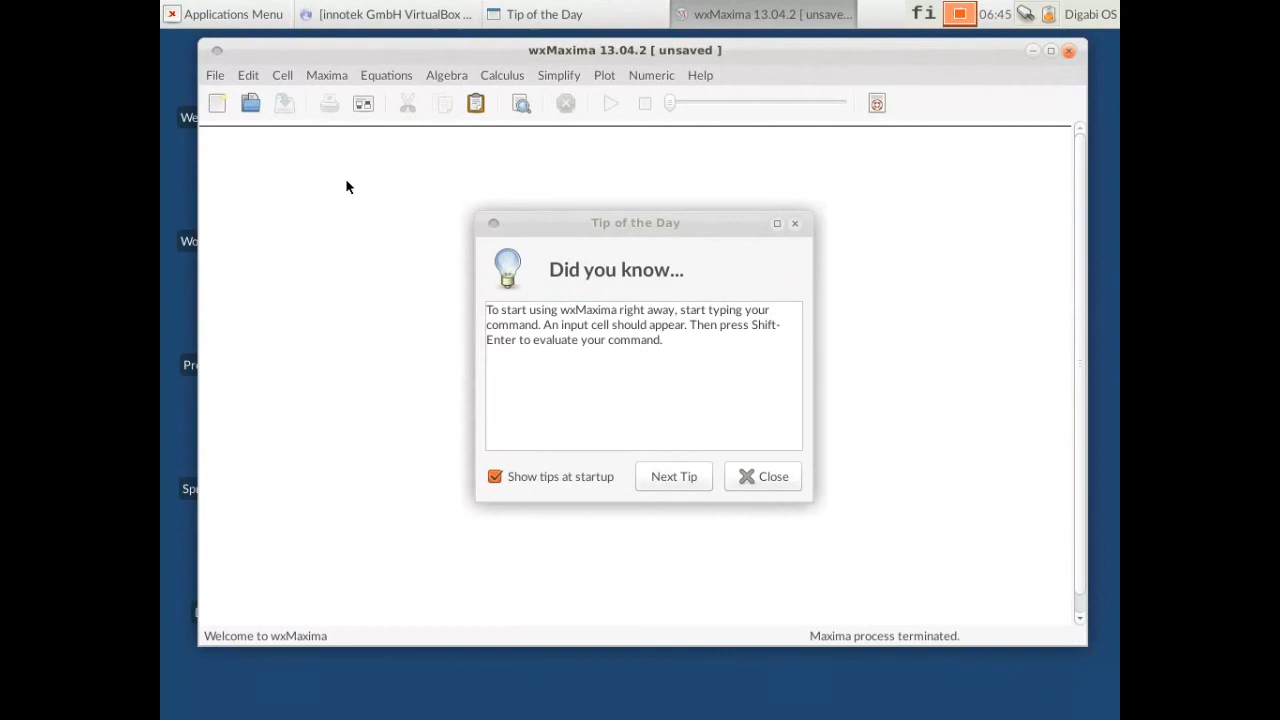 Applications Menu
[innotek GmbH VirtualBox ...
Tip of the Day
wxMaxima 13.04.2 [ unsave...
fi
06:45
Digabi OS
wxMaxima 13.04.2 [ unsaved ]
File Edit Cell Maxima Equations Algebra Calculus Simplify Plot Numeric Help
We
Wo
Pre
Spr
Tip of the Day
Did you know...
To start using wxMaxima right away, start typing your
command. An input cell should appear. Then press Shift-
Enter to evaluate your command.
Show tips at startup
Next Tip
Close
Welcome to wxMaxima
Maxima process terminated.